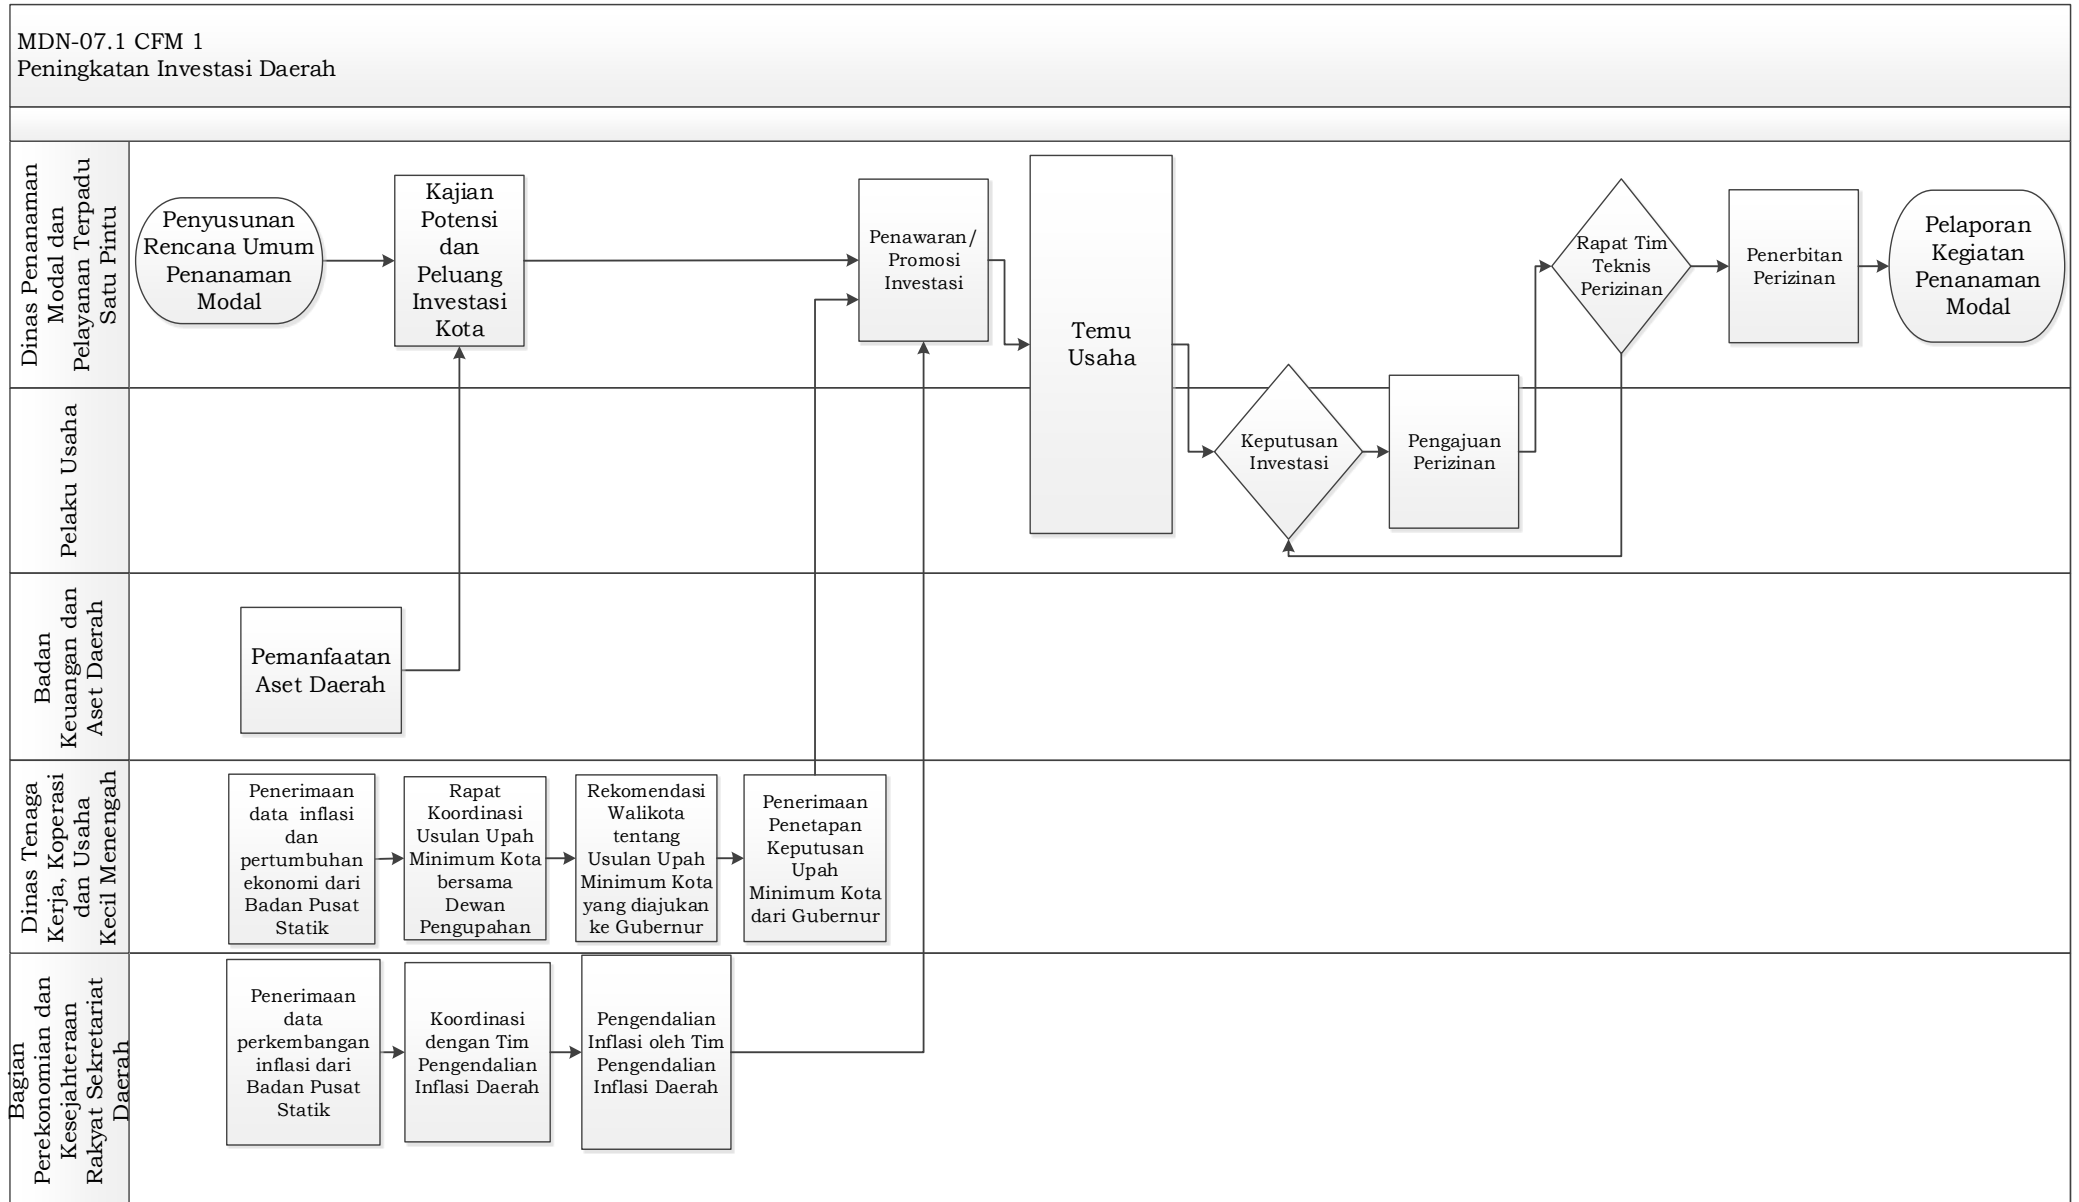 MDN-07.1 CFM 1
Peningkatan Investasi Daerah
Dinas Penanaman
Modal dan
Pelayanan Terpadu
Satu Pintu
Penyusunan
Rencana Umum
Penanaman
Modal
Kajian
Potensi
dan
Peluang
Investasi
Kota
Penawaran/
Promosi
Investasi
Temu
Usaha
Rapat Tim
Teknis
Perizinan
Penerbitan
Perizinan
Pelaporan
Kegiatan
Penanaman
Modal
Pelaku Usaha
Keputusan
Investasi
Pengajuan
Perizinan
Badan
Keuangan dan
Aset Daerah
Pemanfaatan
Aset Daerah
Dinas Tenaga
Kerja, Koperasi
dan Usaha
Kecil Menengah
Penerimaan
data inflasi
dan
pertumbuhan
ekonomi dari
Badan Pusat
Statik
Rapat
Koordinasi
Usulan Upah
Minimum Kota
bersama
Dewan
Pengupahan
Rekomendasi
Walikota
tentang
Usulan Upah
Minimum Kota
yang diajukan
ke Gubernur
Penerimaan
Penetapan
Keputusan
Upah
Minimum Kota
dari Gubernur
Bagian
Perekonomian dan
Kesejahteraan
Rakyat Sekretariat
Daerah
Penerimaan
data
perkembangan
inflasi dari
Badan Pusat
Statik
Koordinasi
dengan Tim
Pengendalian
Inflasi Daerah
Pengendalian
Inflasi oleh Tim
Pengendalian
Inflasi Daerah